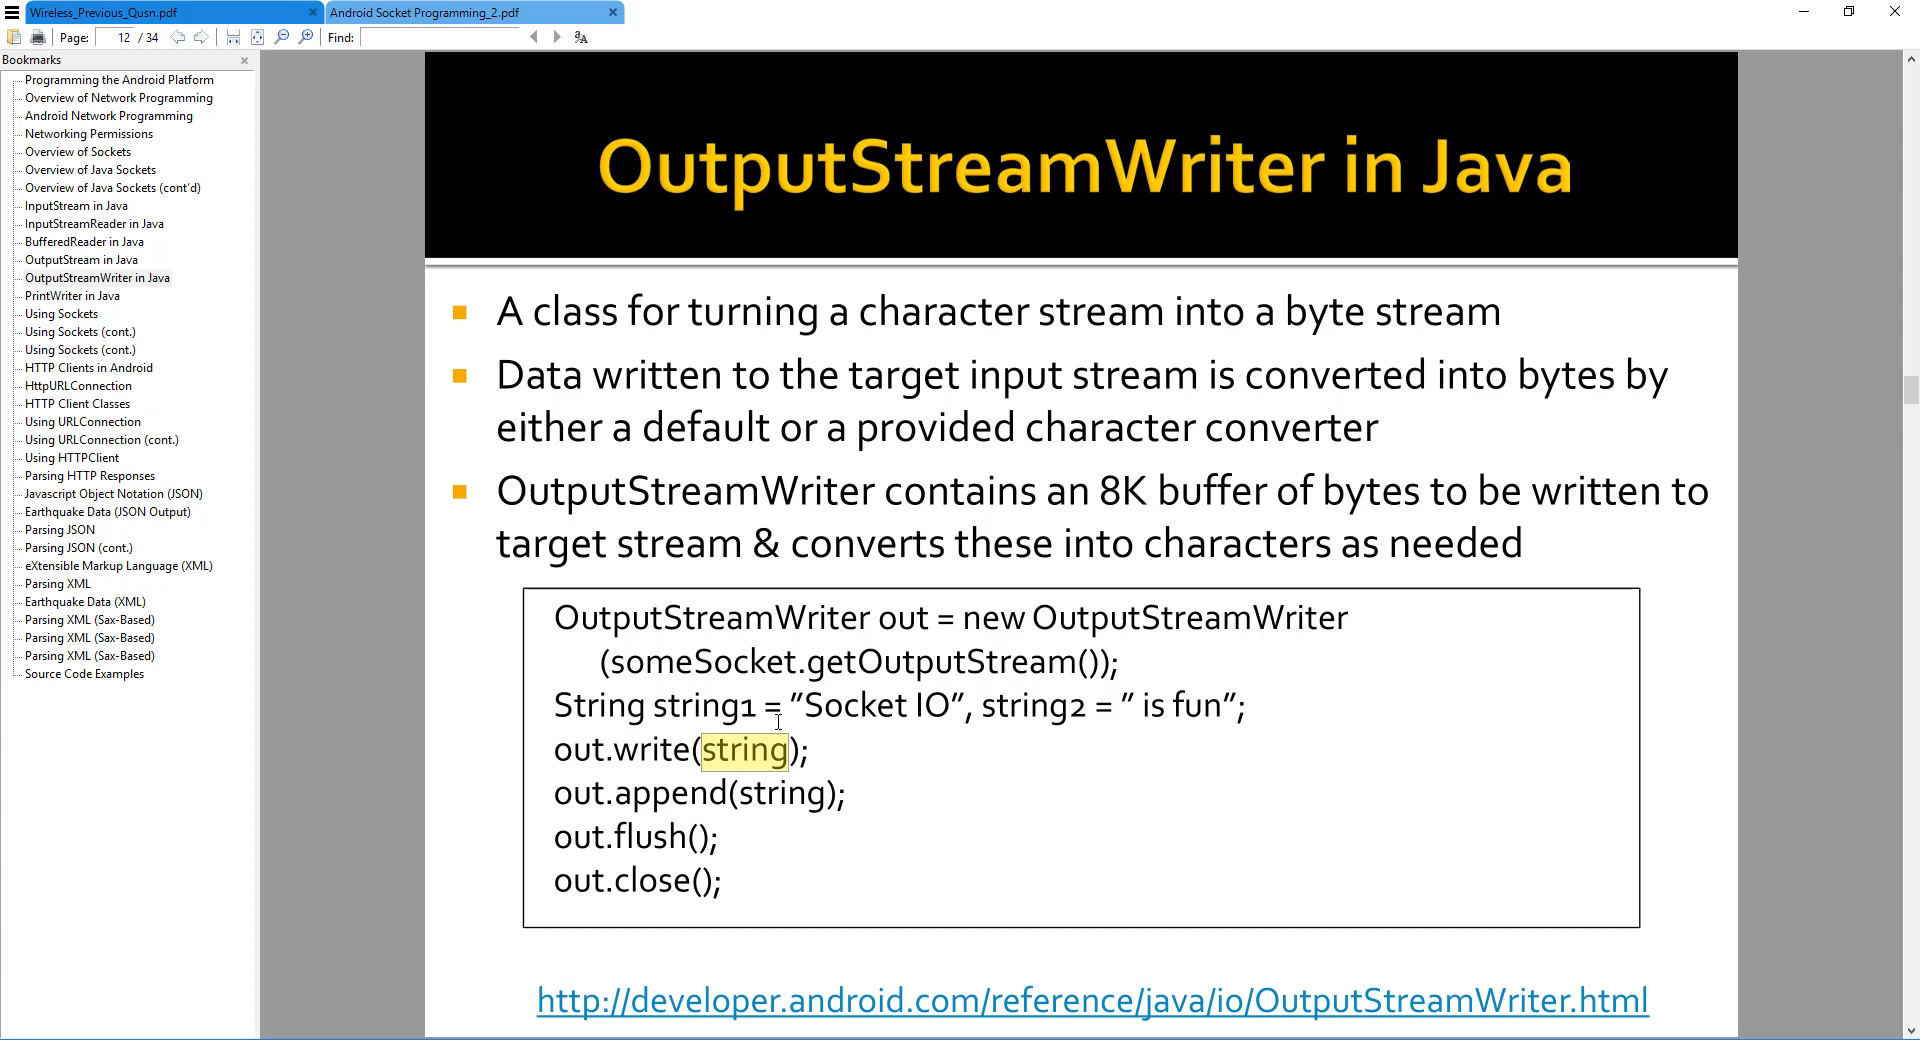 Wireless_Previous_Qusn.pdf
Android Socket Programming_2.pdf
Page: 12 / 34
Find:
Bookmarks
Programming the Android Platform
Overview of Network Programming
Android Network Programming
Networking Permissions
Overview of Sockets
Overview of Java Sockets
Overview of Java Sockets (cont'd)
InputStream in Java
InputStreamReader in Java
BufferedReader in Java
OutputStream in Java
OutputStreamWriter in Java
PrintWriter in Java
Using Sockets
Using Sockets (cont.)
Using Sockets (cont.)
HTTP Clients in Android
HttpURLConnection
HTTP Client Classes
Using URLConnection
Using URLConnection (cont.)
Using HTTPClient
Parsing HTTP Responses
Javascript Object Notation (JSON)
Earthquake Data (JSON Output)
Parsing JSON
Parsing JSON (cont.)
eXtensible Markup Language (XML)
Parsing XML
Earthquake Data (XML)
Parsing XML (Sax-Based)
Parsing XML (Sax-Based)
Parsing XML (Sax-Based)
Source Code Examples
OutputStreamWriter in Java
A class for turning a character stream into a byte stream
Data written to the target input stream is converted into bytes by
either a default or a provided character converter
OutputStreamWriter contains an 8K buffer of bytes to be written to
target stream & converts these into characters as needed
OutputStreamWriter out = new OutputStreamWriter
(someSocket.getOutputStream());
String string1 = ”Socket IO”, string2 = ” is fun”;
out.write(string);
out.append(string);
out.flush();
out.close();
http://developer.android.com/reference/java/io/OutputStreamWriter.html